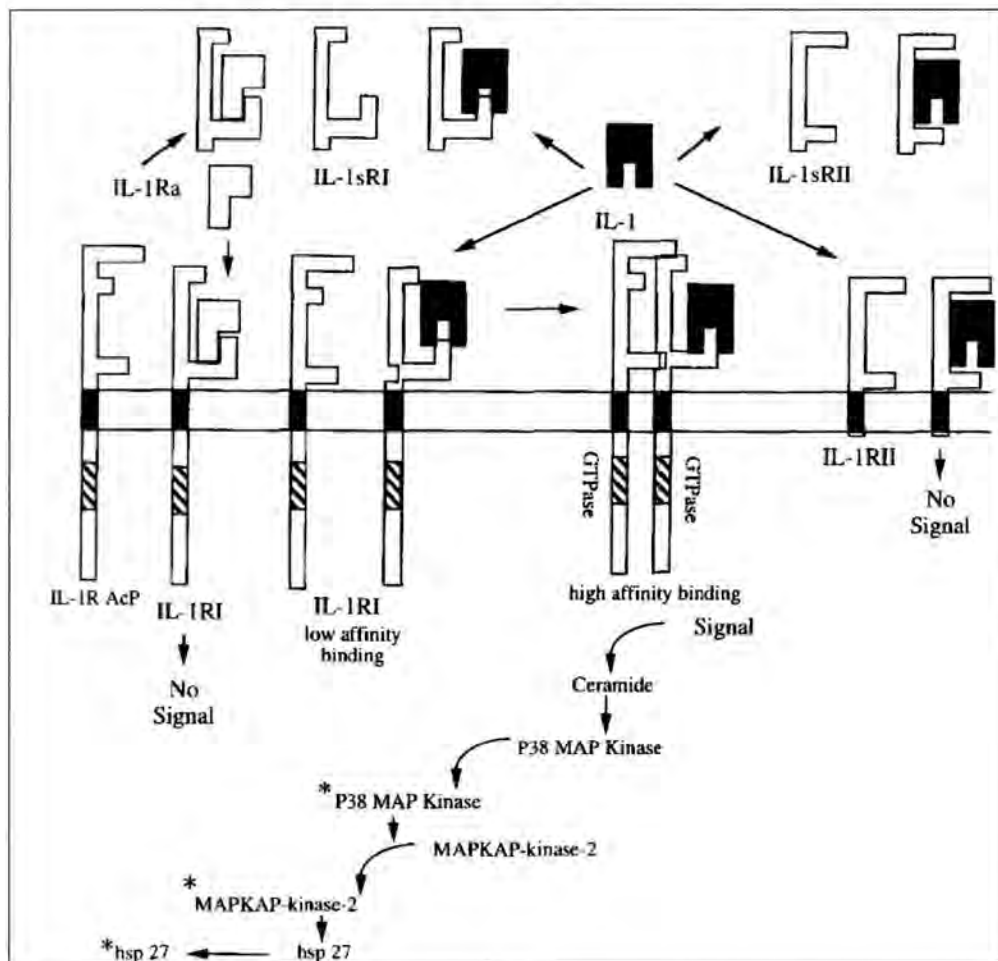 IL-1Ra
IL-1sRI
IL-1
IL-1sRII
GTPase
GTPase
IL-1RII
No
Signal
IL-1R AcP
IL-1RI
IL-1RI
low affinity
binding
high affinity binding
No
Signal
Signal
Ceramide
P38 MAP Kinase
*P38 MAP Kinase
MAPKAP-kinase-2
*MAPKAP-kinase-2
*hsp 27
hsp 27